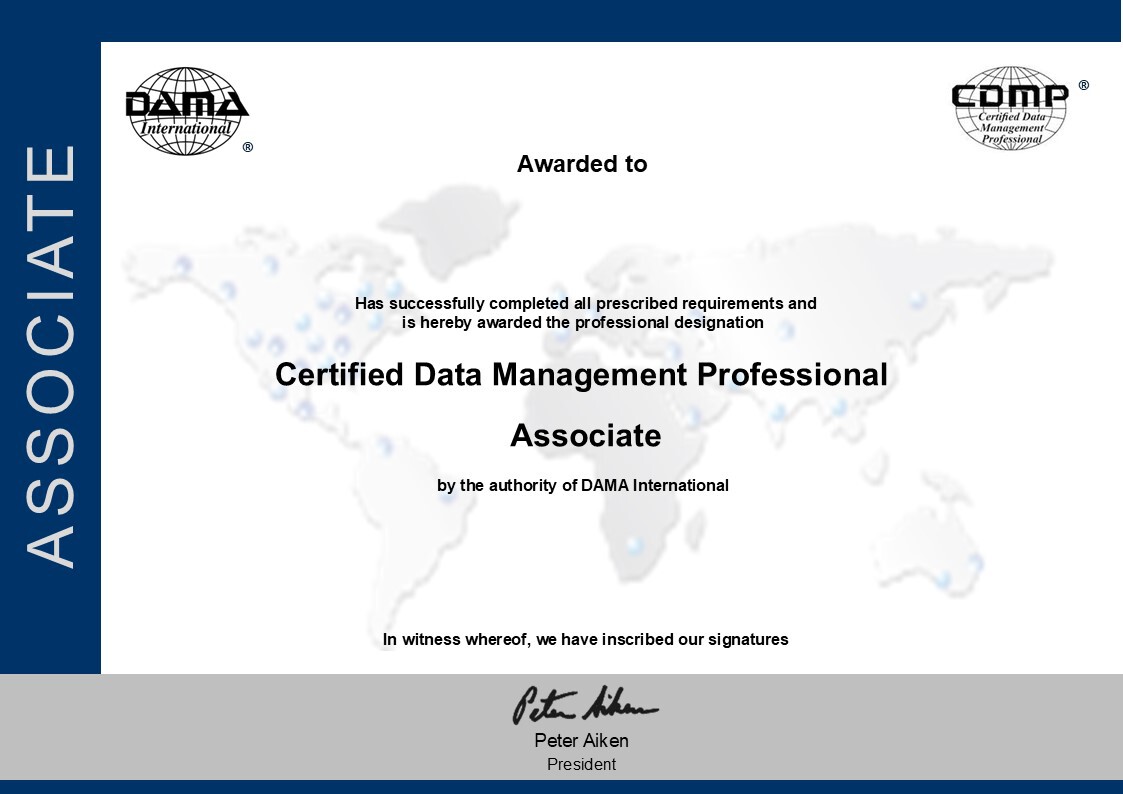 ASSOCIATE
DAMA
International
®
CDMP
®
Certified Data
Management
Professional
Awarded to
Has successfully completed all prescribed requirements and
is hereby awarded the professional designation
Certified Data Management Professional
Associate
by the authority of DAMA International
In witness whereof, we have inscribed our signatures
Peter Aiken
Peter Aiken
President